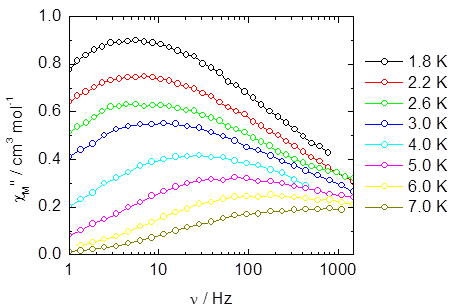 1.0
0.8
0.6
0.4
0.2
0.0
χM'' / cm3 mol-1
1 10 100 1000
ν / Hz
1.8 K
2.2 K
2.6 K
3.0 K
4.0 K
5.0 K
6.0 K
7.0 K